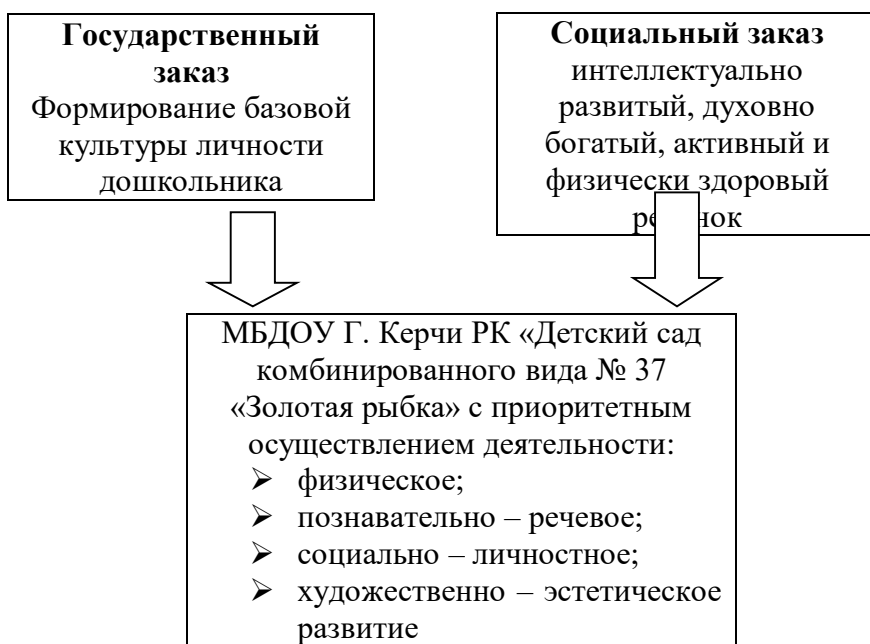 Государственный
заказ
Формирование базовой
культуры личности
дошкольника
Социальный заказ
интеллектуально
развитый, духовно
богатый, активный и
физически здоровый
МБДОУ Г. Керчи РК «Детский сад
комбинированного вида № 37
«Золотая рыбка» с приоритетным
осуществлением деятельности:
➢ физическое;
➢ познавательно – речевое;
➢ социально – личностное;
➢ художественно – эстетическое
развитие